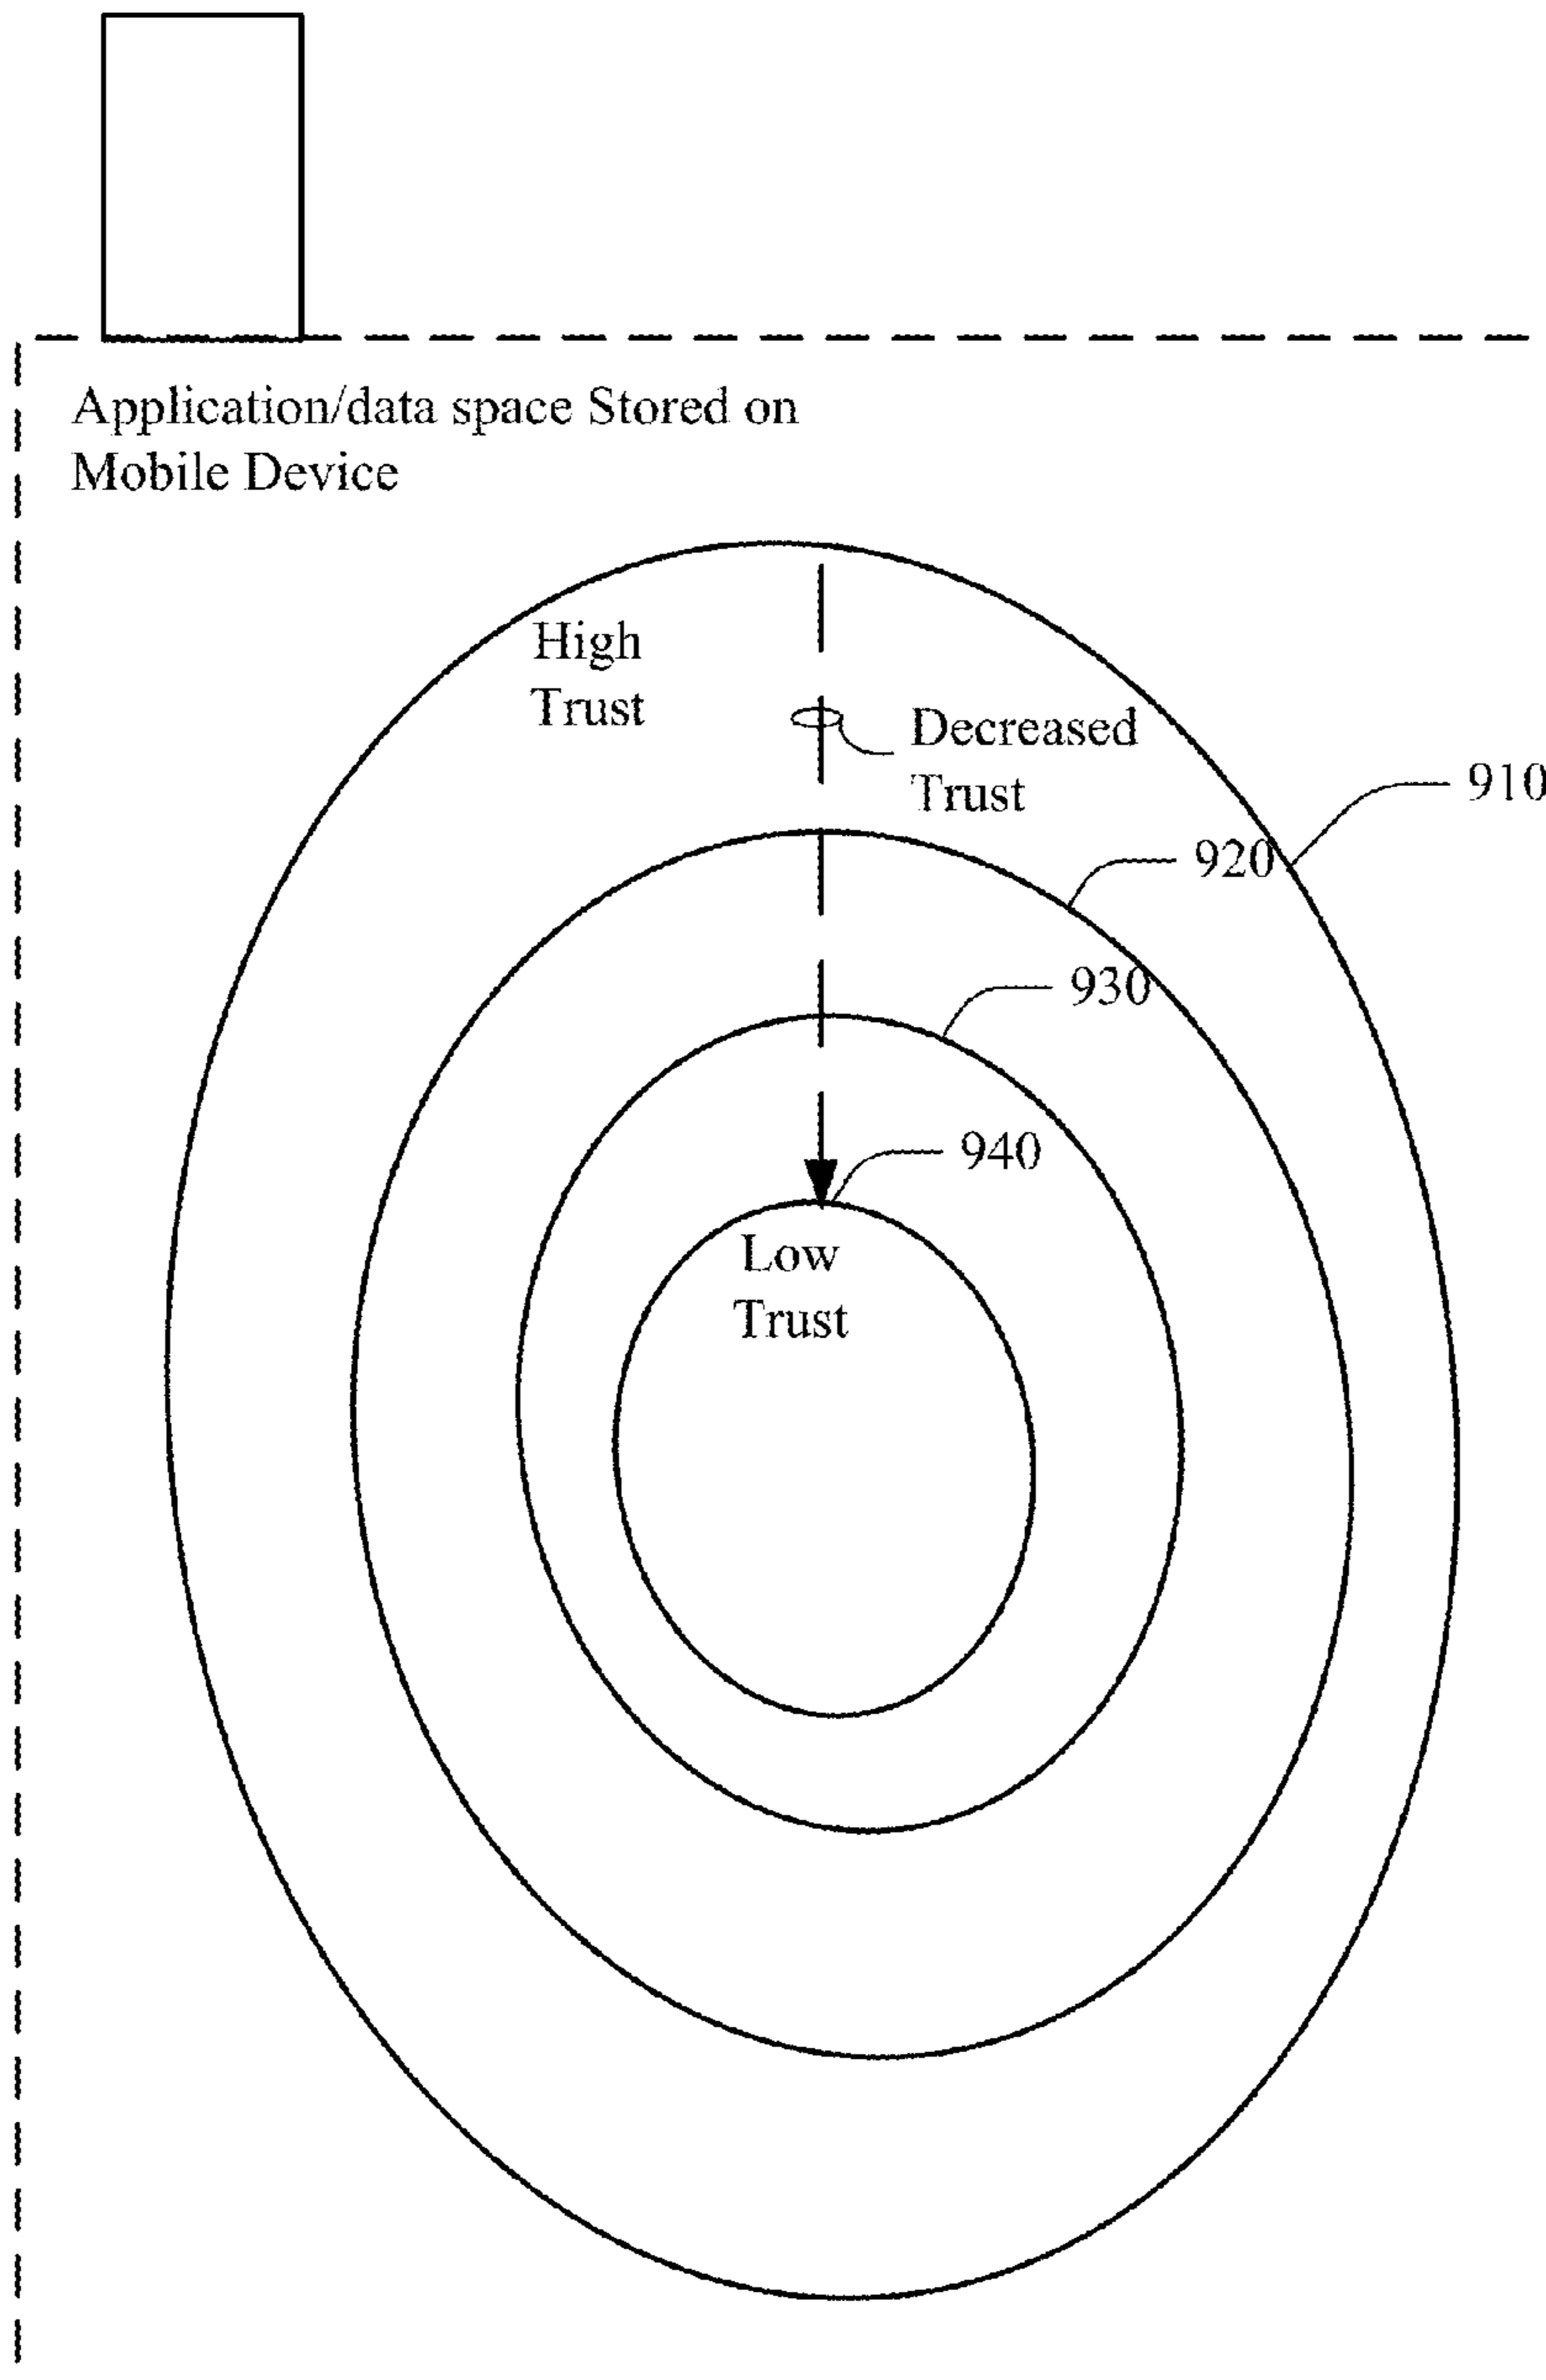 Application/data space Stored on
Mobile Device
High
Trust
Decreased
Trust
910
920
930
940
Low
Trust